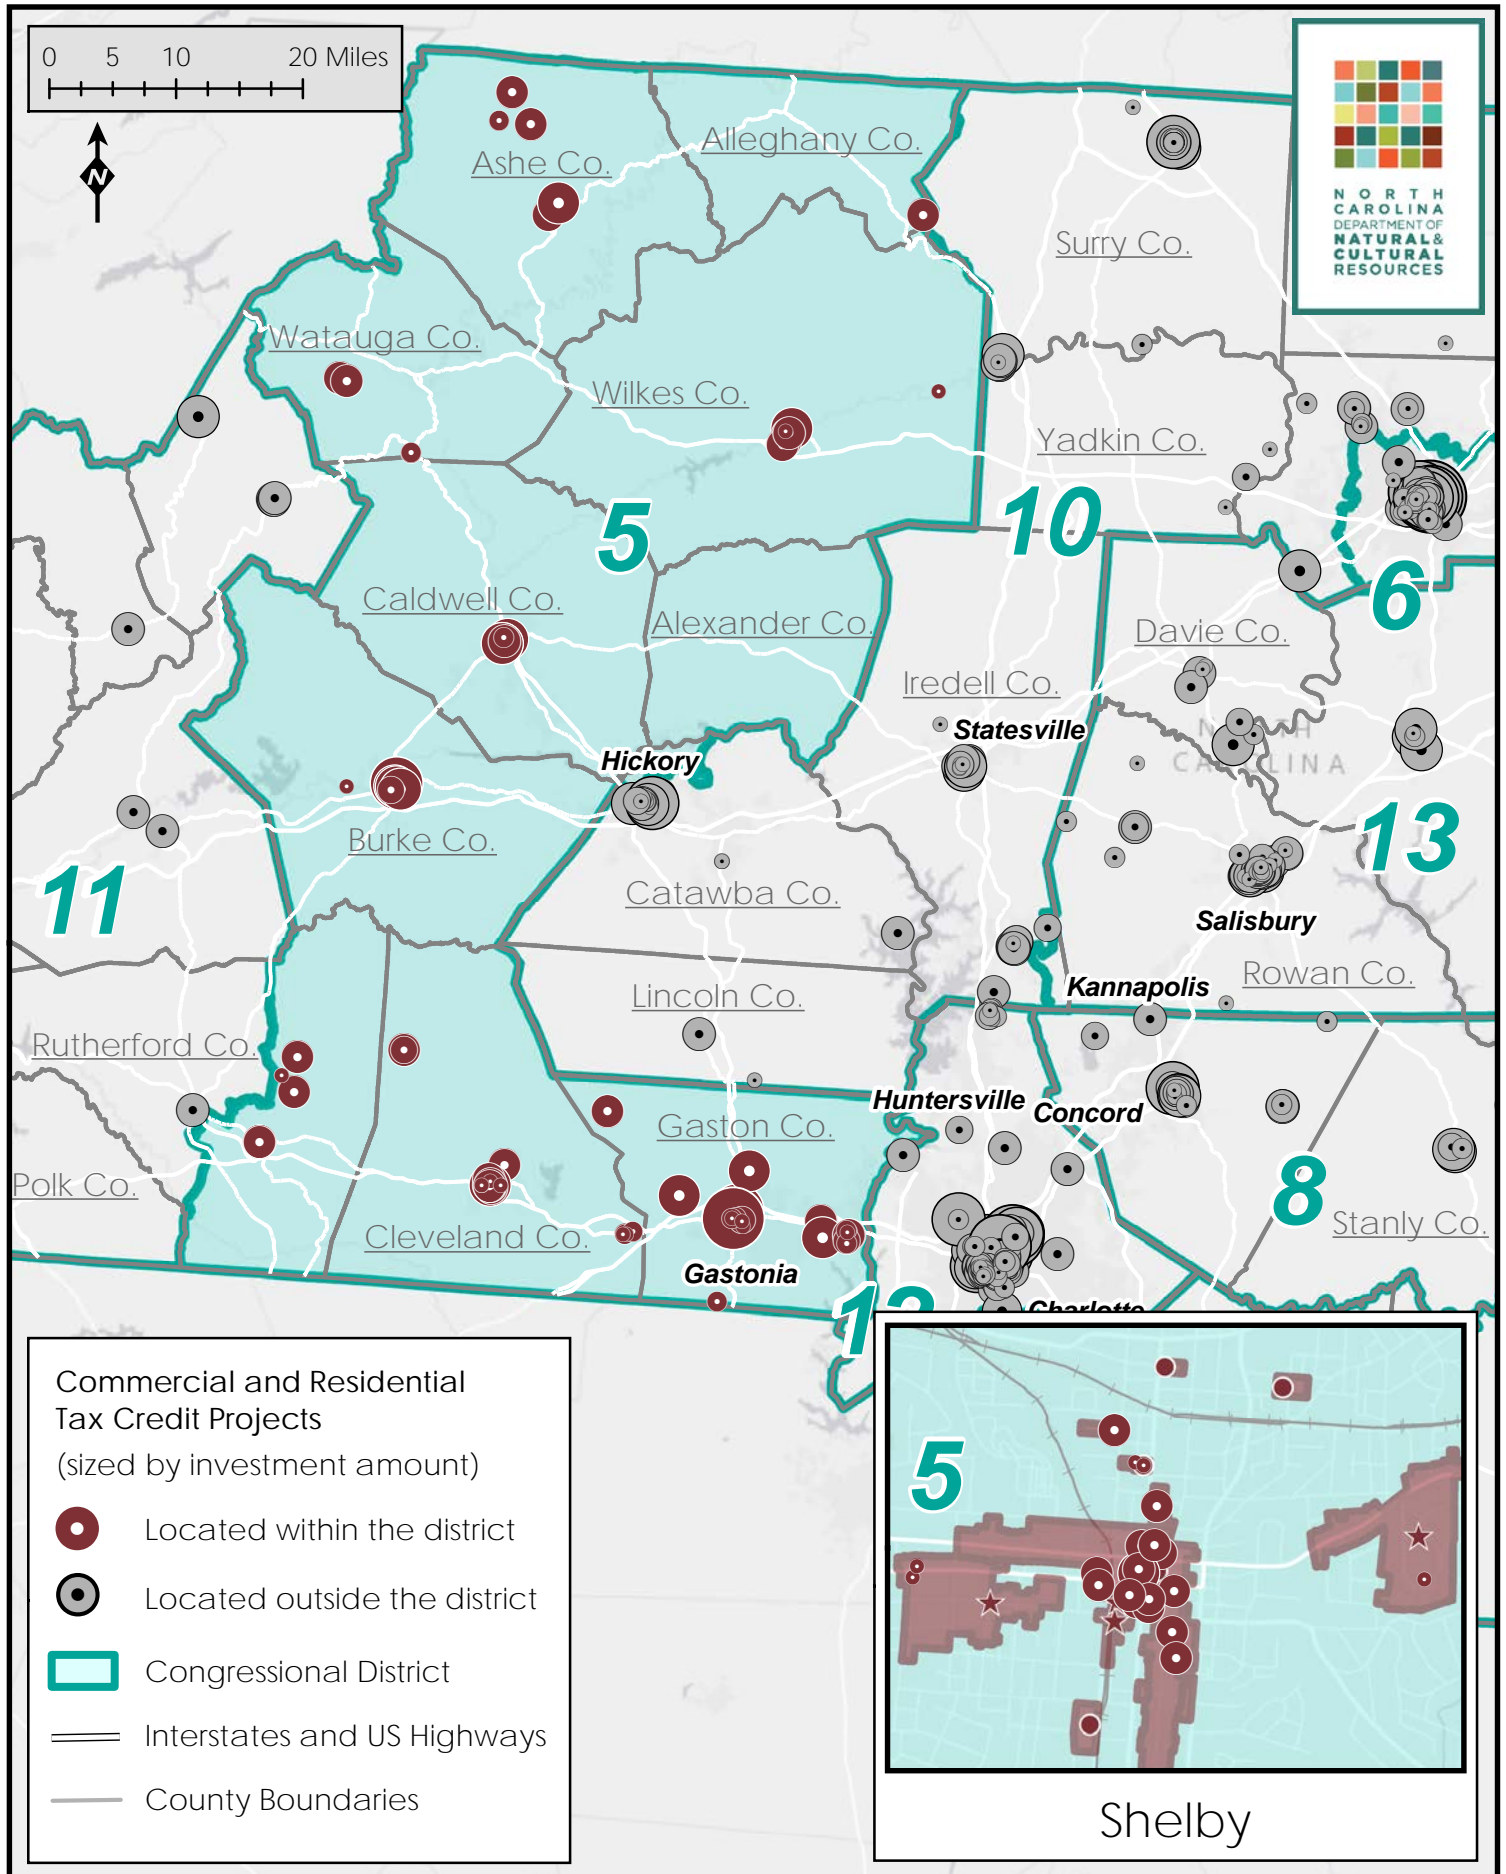 0 5 10 20 Miles
N
NORTH
CAROLINA
DEPARTMENT OF
NATURAL &
CULTURAL
RESOURCES
Ashe Co.
Alleghany Co.
Surry Co.
Watauga Co.
Wilkes Co.
Yadkin Co.
5
10
6
Caldwell Co.
Alexander Co.
Davie Co.
Iredell Co.
Statesville
NORTH
CAROLINA
Hickory
Burke Co.
13
11
Catawba Co.
Salisbury
Rowan Co.
Kannapolis
Lincoln Co.
Rutherford Co.
Huntersville
Concord
Gaston Co.
Polk Co.
8
Stanly Co.
Cleveland Co.
Gastonia
12
Charlotte
Commercial and Residential
Tax Credit Projects
(sized by investment amount)
Located within the district
Located outside the district
Congressional District
Interstates and US Highways
County Boundaries
5
Shelby